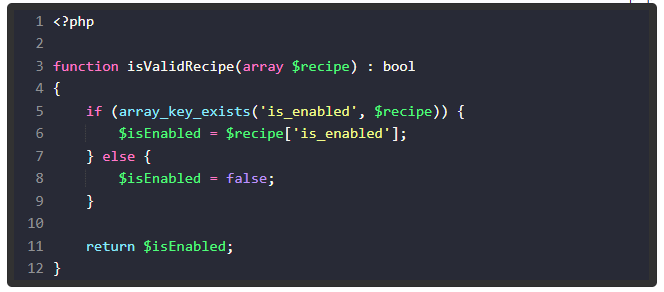 1 <?php
2
3 function isValidRecipe(array $recipe) : bool
4 {
5     if (array_key_exists('is_enabled', $recipe)) {
6         $isEnabled = $recipe['is_enabled'];
7     } else {
8         $isEnabled = false;
9     }
10
11     return $isEnabled;
12 }